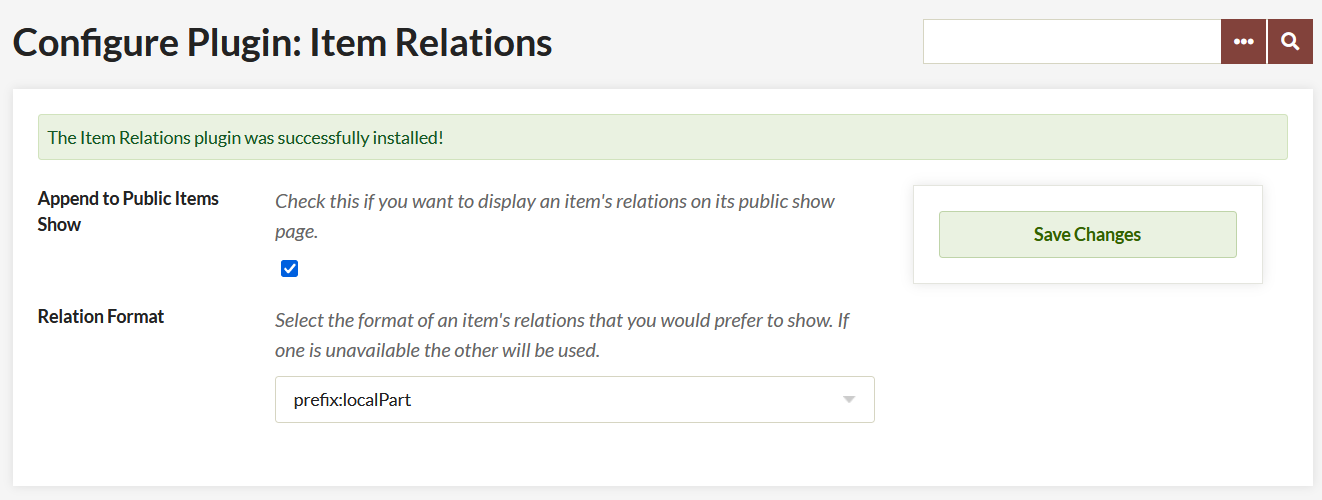 Configure Plugin: Item Relations
The Item Relations plugin was successfully installed!
Append to Public Items
Show
Check this if you want to display an item's relations on its public show
page.
Save Changes
Relation Format
Select the format of an item's relations that you would prefer to show. If
one is unavailable the other will be used.
prefix:localPart